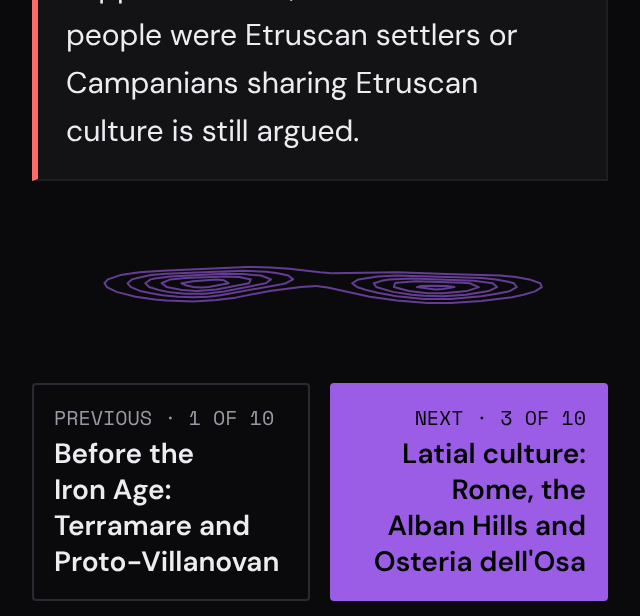 people were Etruscan settlers or
Campanians sharing Etruscan
culture is still argued.
PREVIOUS · 1 OF 10
Before the
Iron Age:
Terramare and
Proto-Villanovan
NEXT · 3 OF 10
Latial culture:
Rome, the
Alban Hills and
Osteria dell'Osa